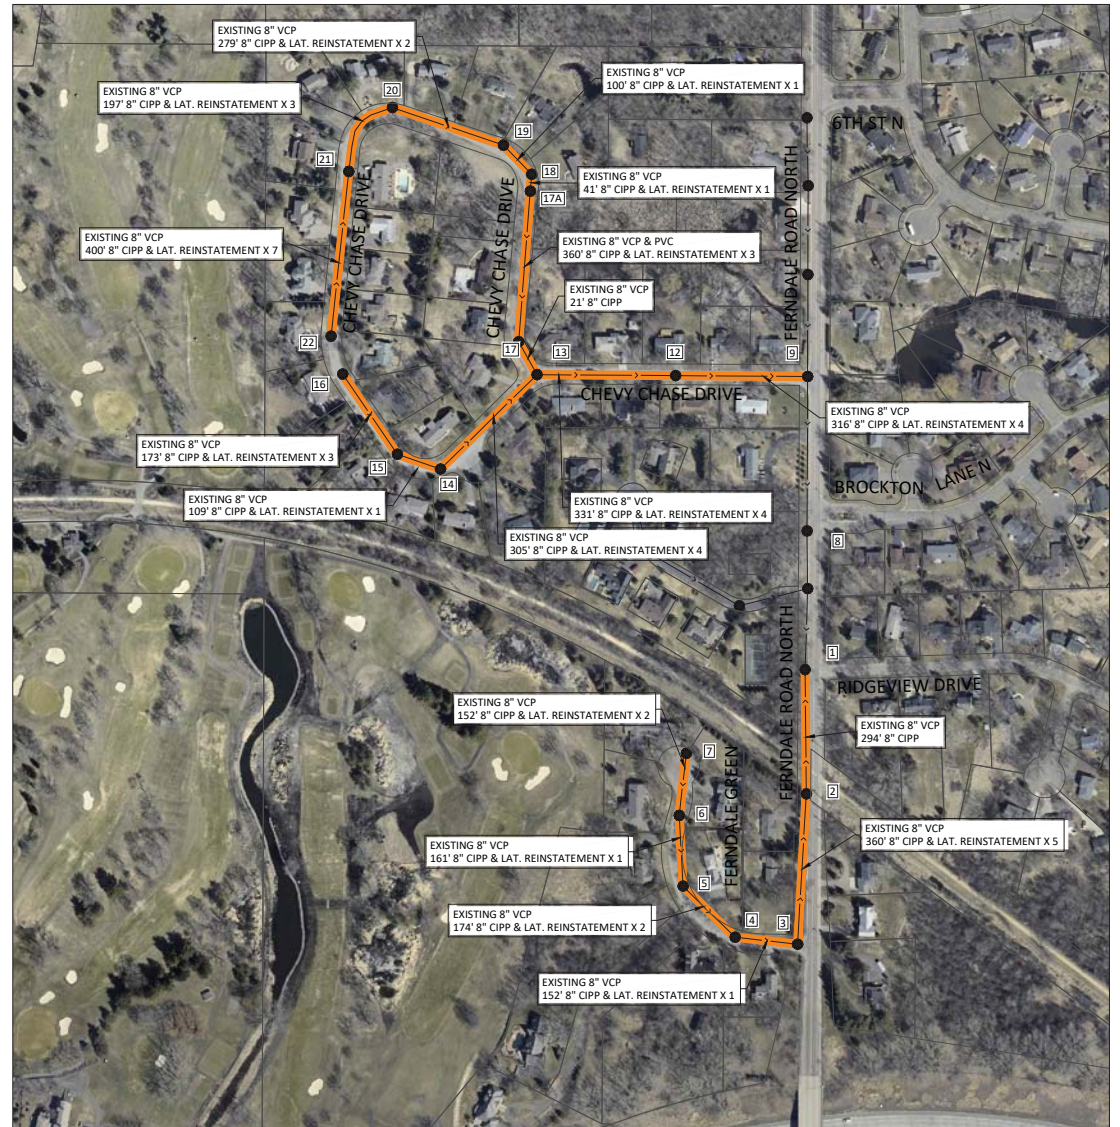 EXISTING 8" VCP
279' 8" CIPP & LAT. REINSTATEMENT X 2
EXISTING 8" VCP
100' 8" CIPP & LAT. REINSTATEMENT X 1
EXISTING 8" VCP
197' 8" CIPP & LAT. REINSTATEMENT X 3
20
6TH ST N
19
21
18
EXISTING 8" VCP
41' 8" CIPP & LAT. REINSTATEMENT X 1
17A
CHEVY CHASE DRIVE
CHEVY CHASE DRIVE
FERNDALE ROAD NORTH
EXISTING 8" VCP
400' 8" CIPP & LAT. REINSTATEMENT X 7
EXISTING 8" VCP & PVC
360' 8" CIPP & LAT. REINSTATEMENT X 3
EXISTING 8" VCP
21' 8" CIPP
22
17
13
12
9
16
CHEVY CHASE DRIVE
EXISTING 8" VCP
316' 8" CIPP & LAT. REINSTATEMENT X 4
EXISTING 8" VCP
173' 8" CIPP & LAT. REINSTATEMENT X 3
15
14
BROCKTON LANE N
EXISTING 8" VCP
109' 8" CIPP & LAT. REINSTATEMENT X 1
EXISTING 8" VCP
331' 8" CIPP & LAT. REINSTATEMENT X 4
EXISTING 8" VCP
305' 8" CIPP & LAT. REINSTATEMENT X 4
8
FERNDALE ROAD NORTH
1
RIDGEVIEW DRIVE
EXISTING 8" VCP
152' 8" CIPP & LAT. REINSTATEMENT X 2
EXISTING 8" VCP
294' 8" CIPP
7
FERNDALE GREEN
2
6
EXISTING 8" VCP
360' 8" CIPP & LAT. REINSTATEMENT X 5
EXISTING 8" VCP
161' 8" CIPP & LAT. REINSTATEMENT X 1
5
EXISTING 8" VCP
174' 8" CIPP & LAT. REINSTATEMENT X 2
4
3
EXISTING 8" VCP
152' 8" CIPP & LAT. REINSTATEMENT X 1